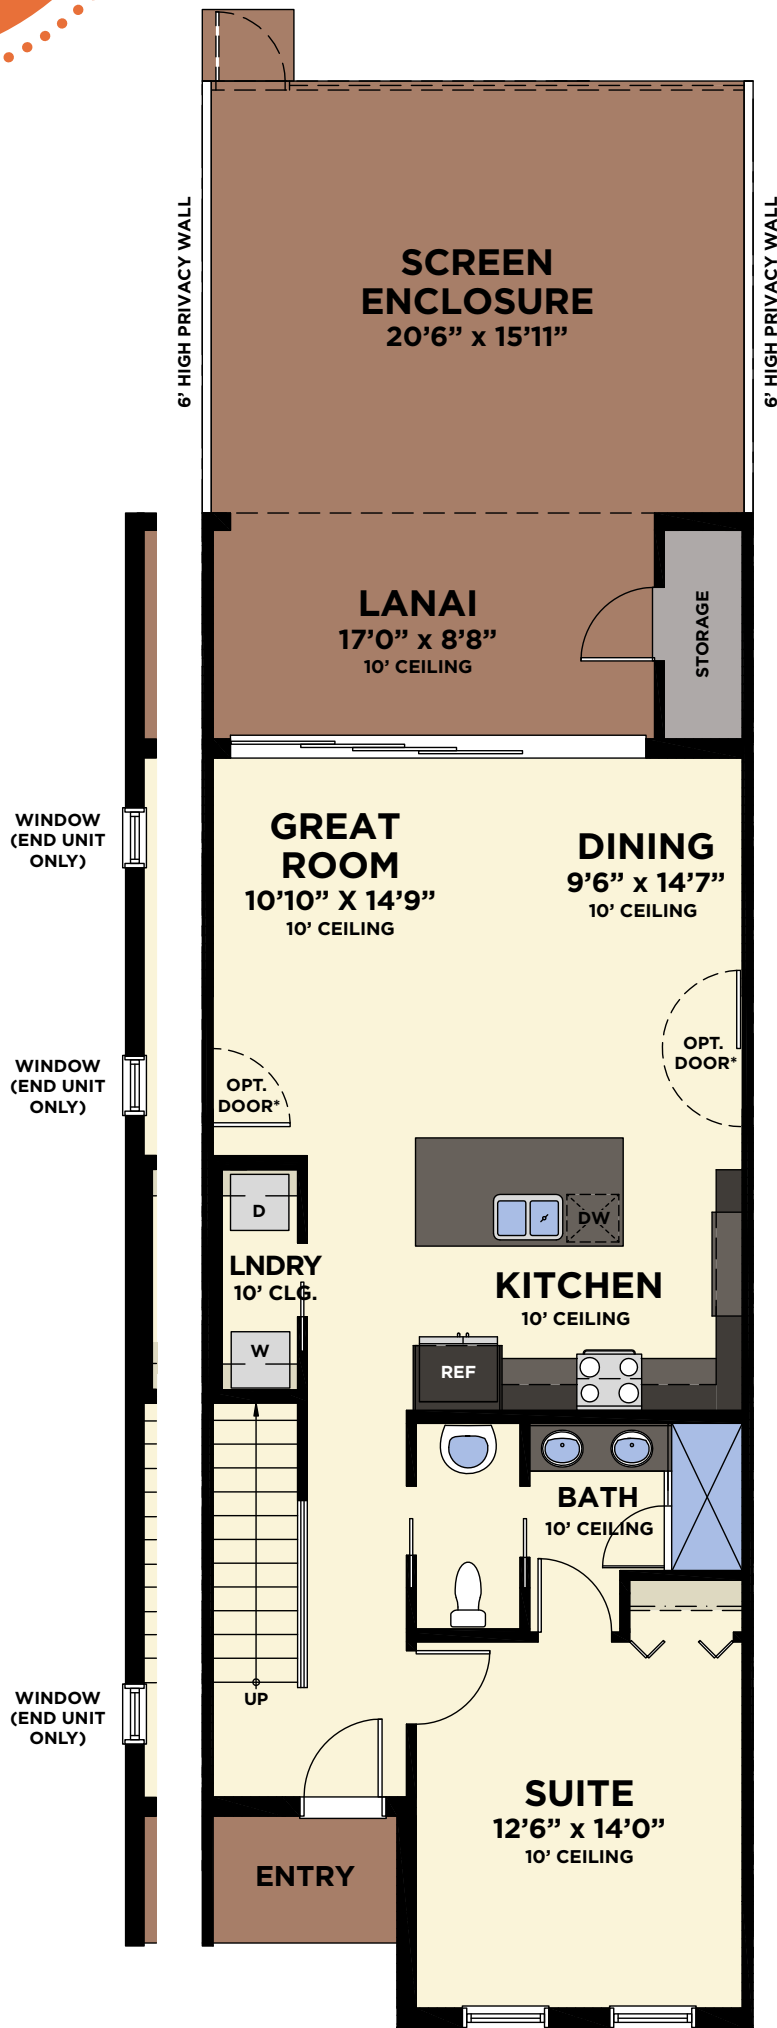 6’ HIGH PRIVACY WALL
6’ HIGH PRIVACY WALL
SCREEN
ENCLOSURE
20’6” x 15’11”
LANAI
17’0” x 8’8”
10’ CEILING
STORAGE
WINDOW
(END UNIT
ONLY)
GREAT
ROOM
10’10” X 14’9”
10’ CEILING
DINING
9’6” x 14’7”
10’ CEILING
WINDOW
(END UNIT
ONLY)
OPT.
DOOR*
OPT.
DOOR*
D
LNDRY
10’ CLG.
W
DW
KITCHEN
10’ CEILING
REF
BATH
10’ CEILING
UP
WINDOW
(END UNIT
ONLY)
SUITE
12’6” x 14’0”
10’ CEILING
ENTRY